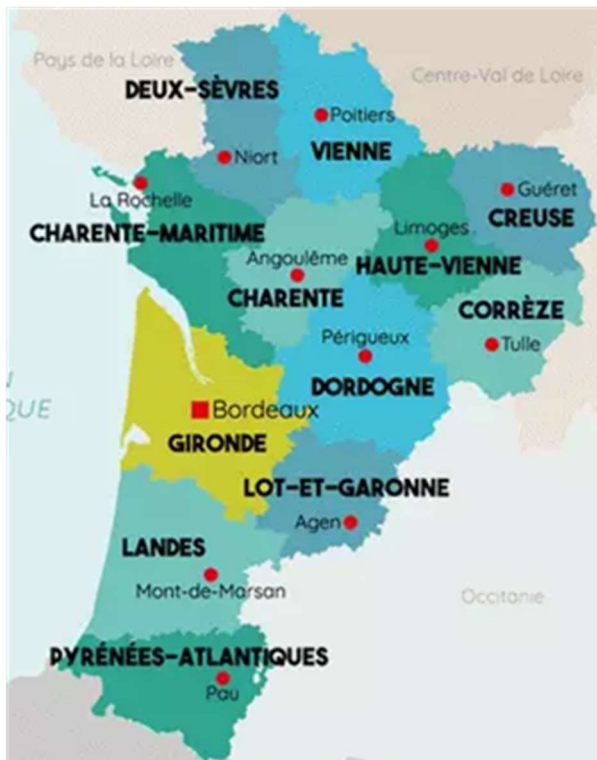 Pays de la Loire
Centre-Val de Loire
DEUX-SÈVRES
Poitiers
VIENNE
Niort
La Rochelle
Guéret
CREUSE
CHARENTE-MARITIME
Limoges
Angoulême
HAUTE-VIENNE
CHARENTE
CORRÈZE
Périgueux
Tulle
DORDOGNE
QUE
Bordeaux
GIRONDE
LOT-ET-GARONNE
Agen
LANDES
Mont-de-Marsan
Occitanie
PYRÉNÉES-ATLANTIQUES
Pau